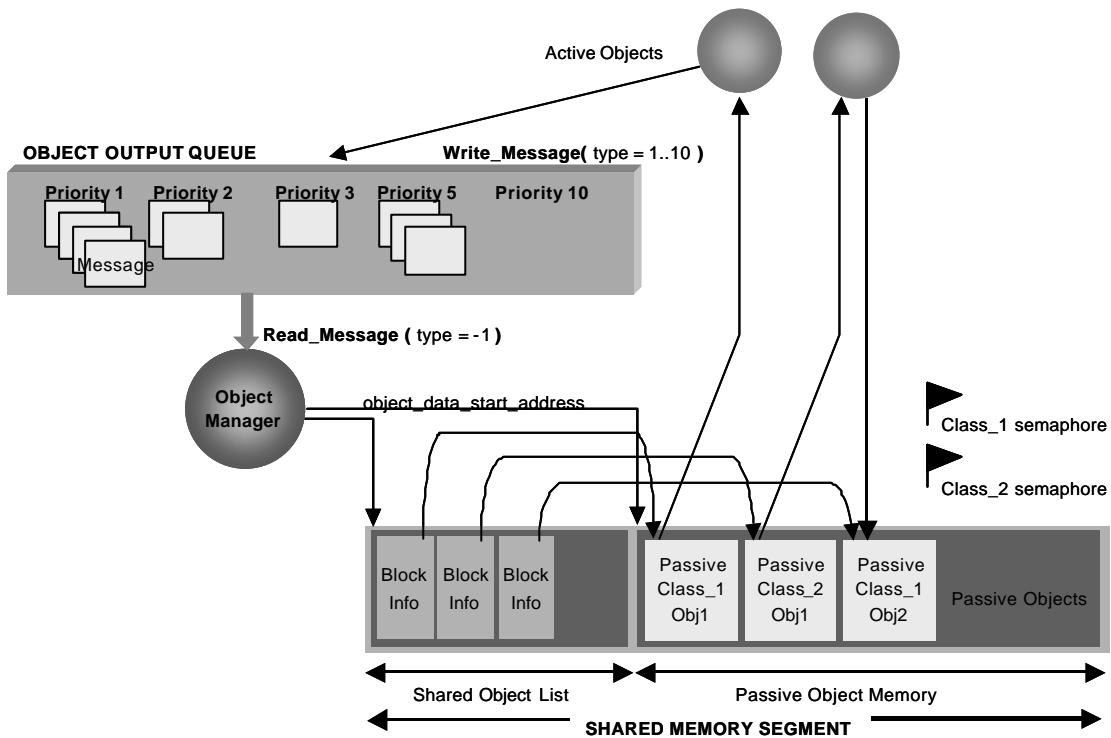 Active Objects
OBJECT OUTPUT QUEUE
Write_Message( type = 1..10 )
Priority 1
Priority 2
Priority 3
Priority 5
Priority 10
Message
Read_Message ( type = -1 )
Object
Manager
object_data_start_address
Class_1 semaphore
Class_2 semaphore
Block
Info
Block
Info
Block
Info
Passive
Class_1
Obj1
Passive
Class_2
Obj1
Passive
Class_1
Obj2
Passive Objects
Shared Object List
Passive Object Memory
SHARED MEMORY SEGMENT